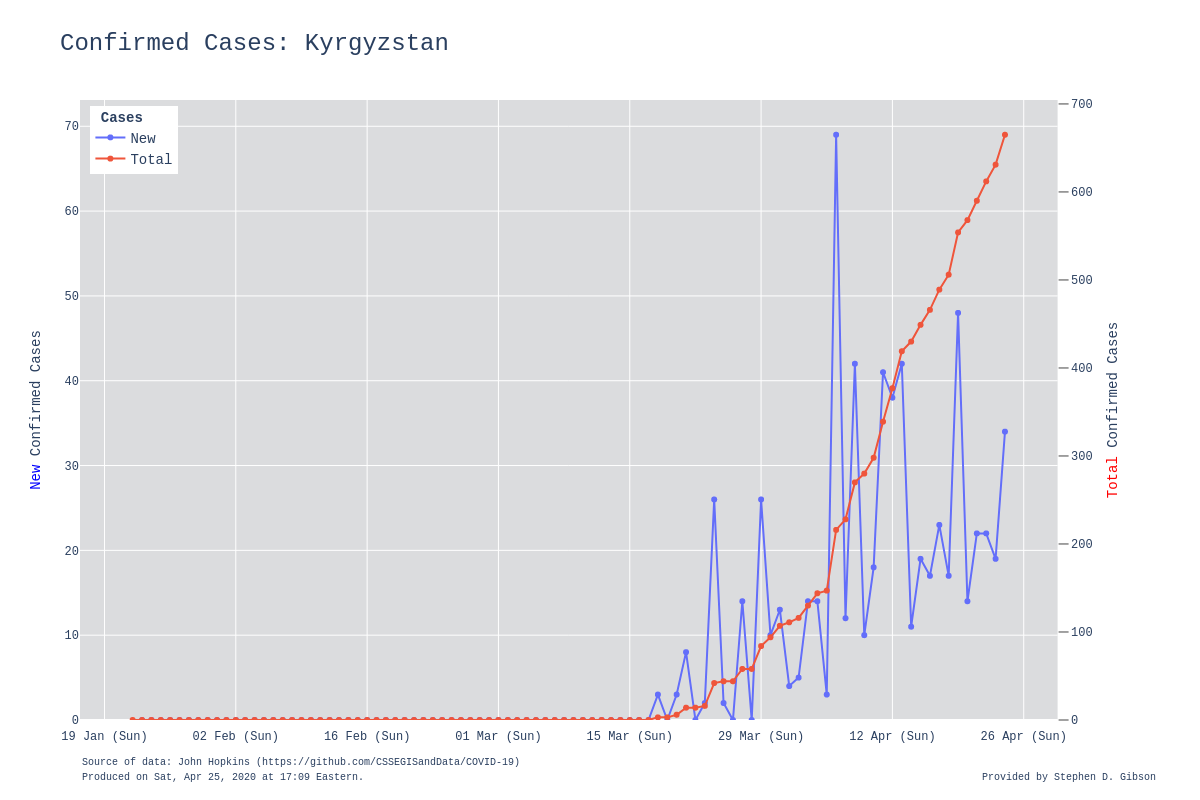 Confirmed Cases: Kyrgyzstan
Cases
New
Total
70
60
50
40
30
20
10
0
700
600
500
400
300
200
100
0
New Confirmed Cases
Total Confirmed Cases
19 Jan (Sun)
02 Feb (Sun)
16 Feb (Sun)
01 Mar (Sun)
15 Mar (Sun)
29 Mar (Sun)
12 Apr (Sun)
26 Apr (Sun)
Source of data: John Hopkins (https://github.com/CSSEGISandData/COVID-19)
Produced on Sat, Apr 25, 2020 at 17:09 Eastern.
Provided by Stephen D. Gibson